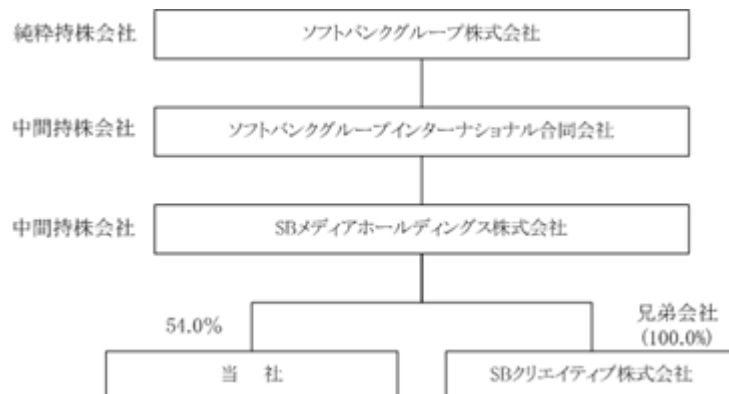 純粋持株会社
ソフトバンクグループ株式会社
中間持株会社
ソフトバンクグループインターナショナル合同会社
中間持株会社
SBメディアホールディングス株式会社
54.0%
兄弟会社
(100.0%)
当 社
SBクリエイティブ株式会社